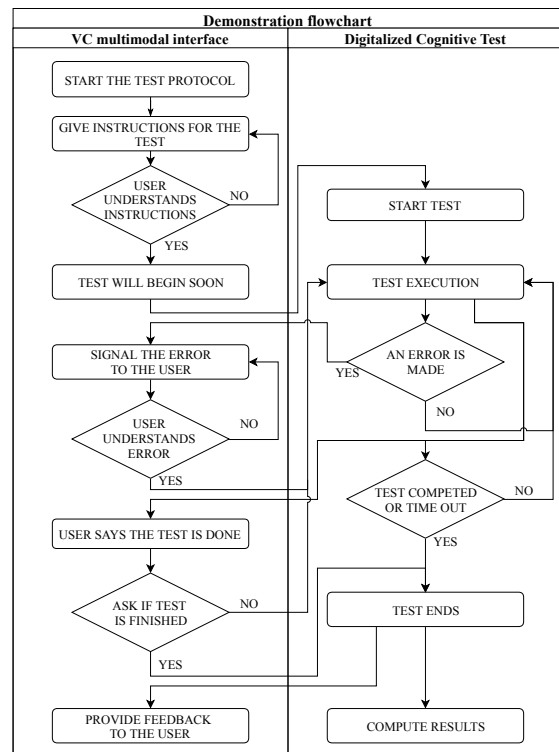 Demonstration flowchart
VC multimodal interface
Digitalized Cognitive Test
START THE TEST PROTOCOL
GIVE INSTRUCTIONS FOR THE
TEST
USER
UNDERSTANDS
INSTRUCTIONS
NO
YES
TEST WILL BEGIN SOON
START TEST
TEST EXECUTION
AN ERROR IS
MADE
YES
NO
SIGNAL THE ERROR
TO THE USER
USER
UNDERSTANDS
ERROR
NO
YES
TEST COMPETED
OR TIME OUT
NO
YES
USER SAYS THE TEST IS DONE
ASK IF TEST
IS FINISHED
NO
YES
TEST ENDS
PROVIDE FEEDBACK
TO THE USER
COMPUTE RESULTS